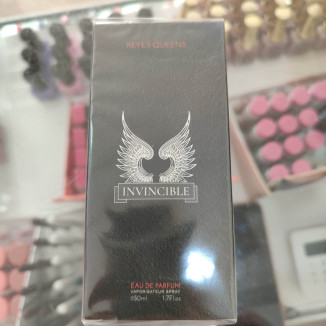 REYES QUEENS
INVINCIBLE
EAU DE PARFUM
VAPORISATEUR SPRAY
℮50ml 1.7Fl.oz